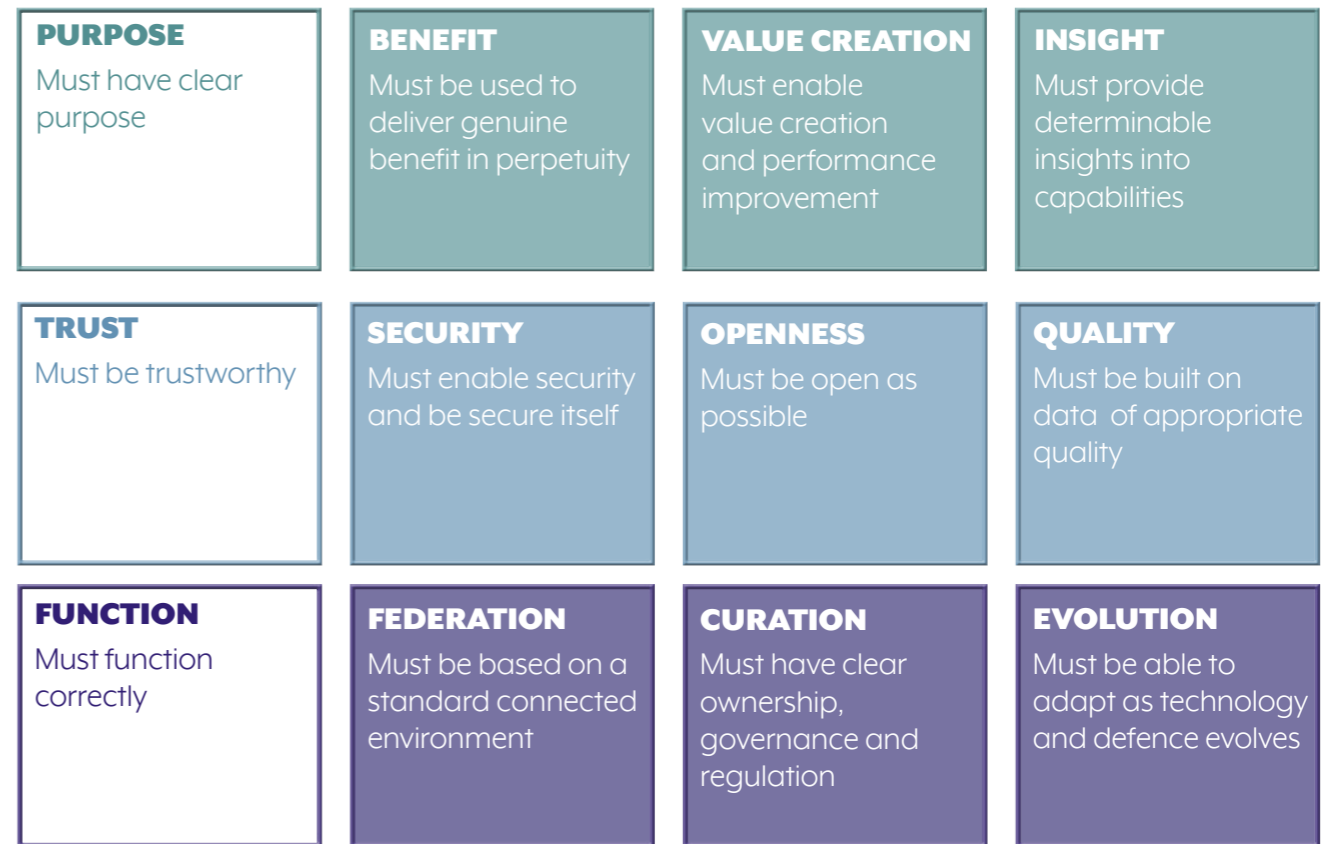 PURPOSE
Must have clear
purpose
BENEFIT
Must be used to
deliver genuine
benefit in perpetuity
VALUE CREATION
Must enable
value creation
and performance
improvement
INSIGHT
Must provide
determinable
insights into
capabilities
TRUST
Must be trustworthy
SECURITY
Must enable security
and be secure itself
OPENNESS
Must be open as
possible
QUALITY
Must be built on
data  of appropriate
quality
FUNCTION
Must function
correctly
FEDERATION
Must be based on a
standard connected
environment
CURATION
Must have clear
ownership,
governance and
regulation
EVOLUTION
Must be able to
adapt as technology
and defence evolves